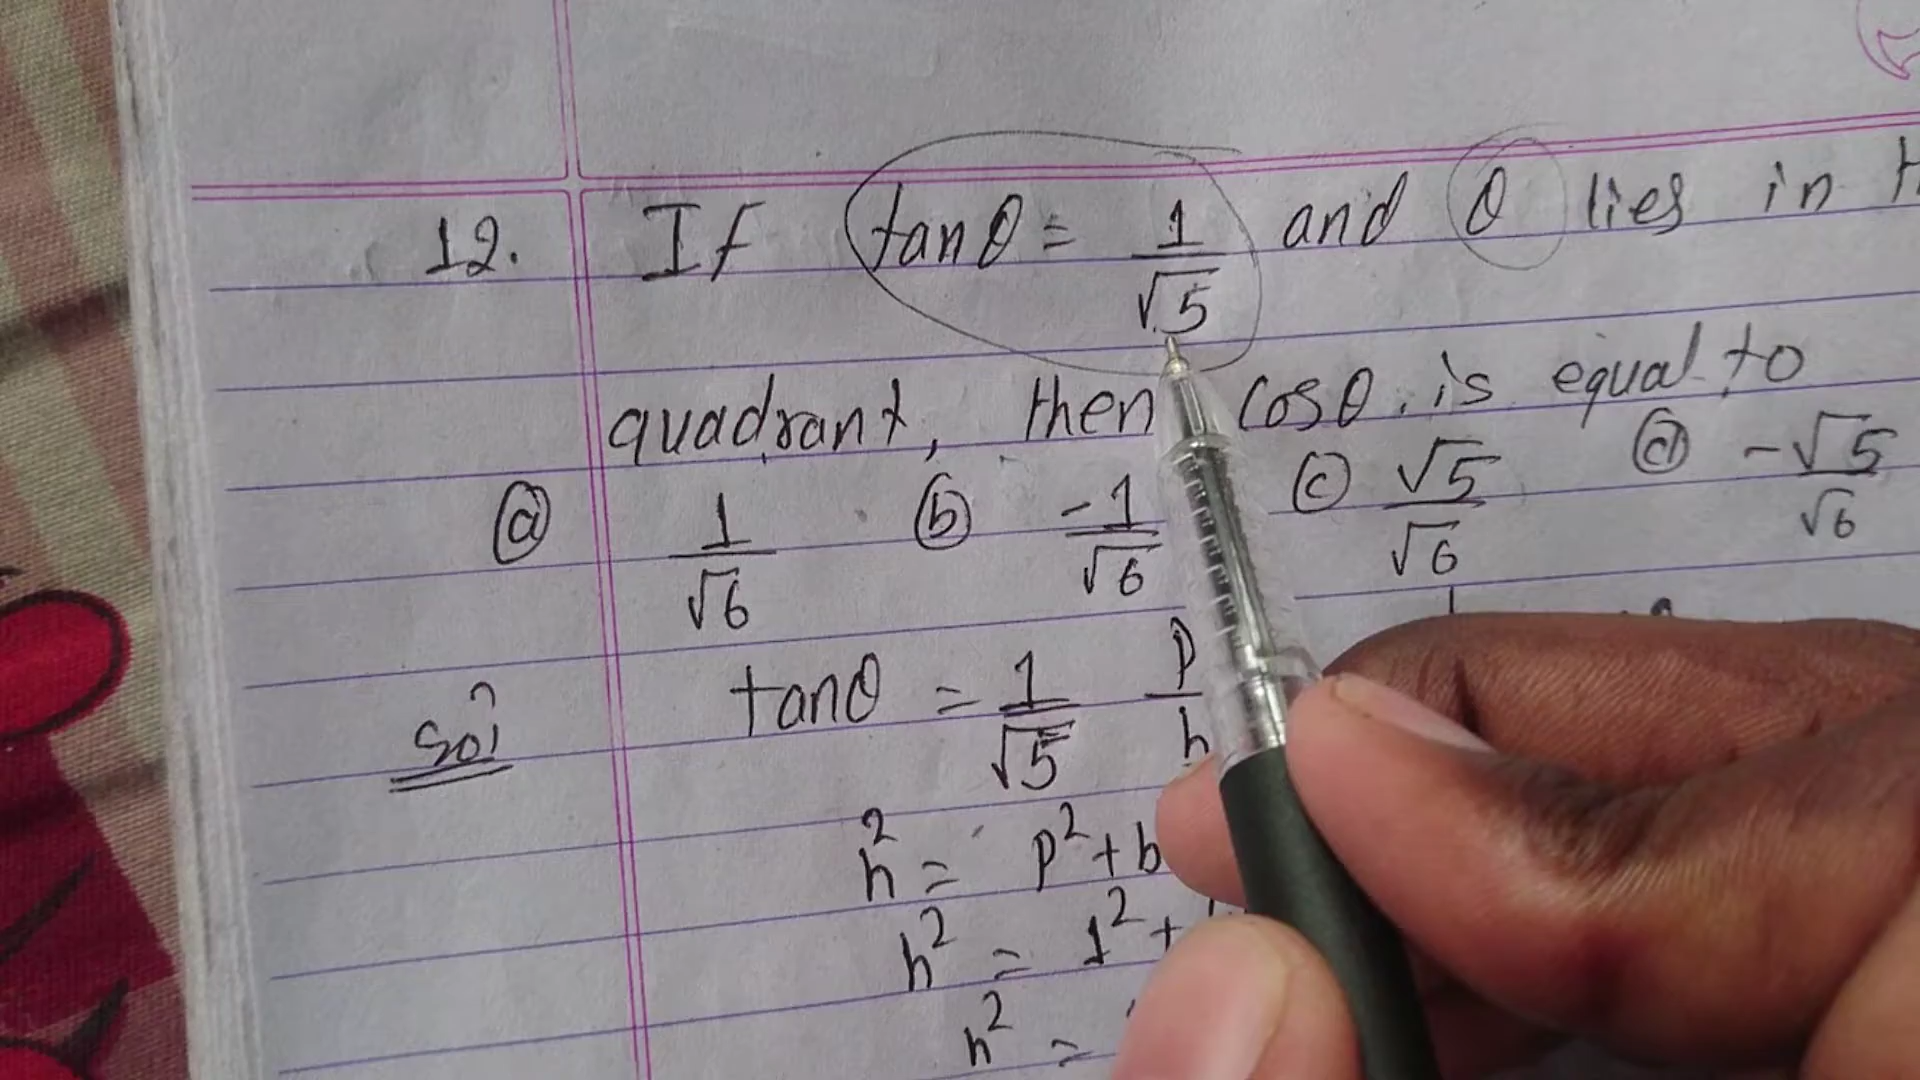 12. If tanθ = 1/√5 and θ lies in
quadrant, then cosθ. is equal to
ⓐ 1/√6 ⓑ -1/√6 ⓒ √5/√6 ⓓ -√5/√6
tanθ = 1/√5 p/b
h² = p² + b
h² = 1² +
h² =